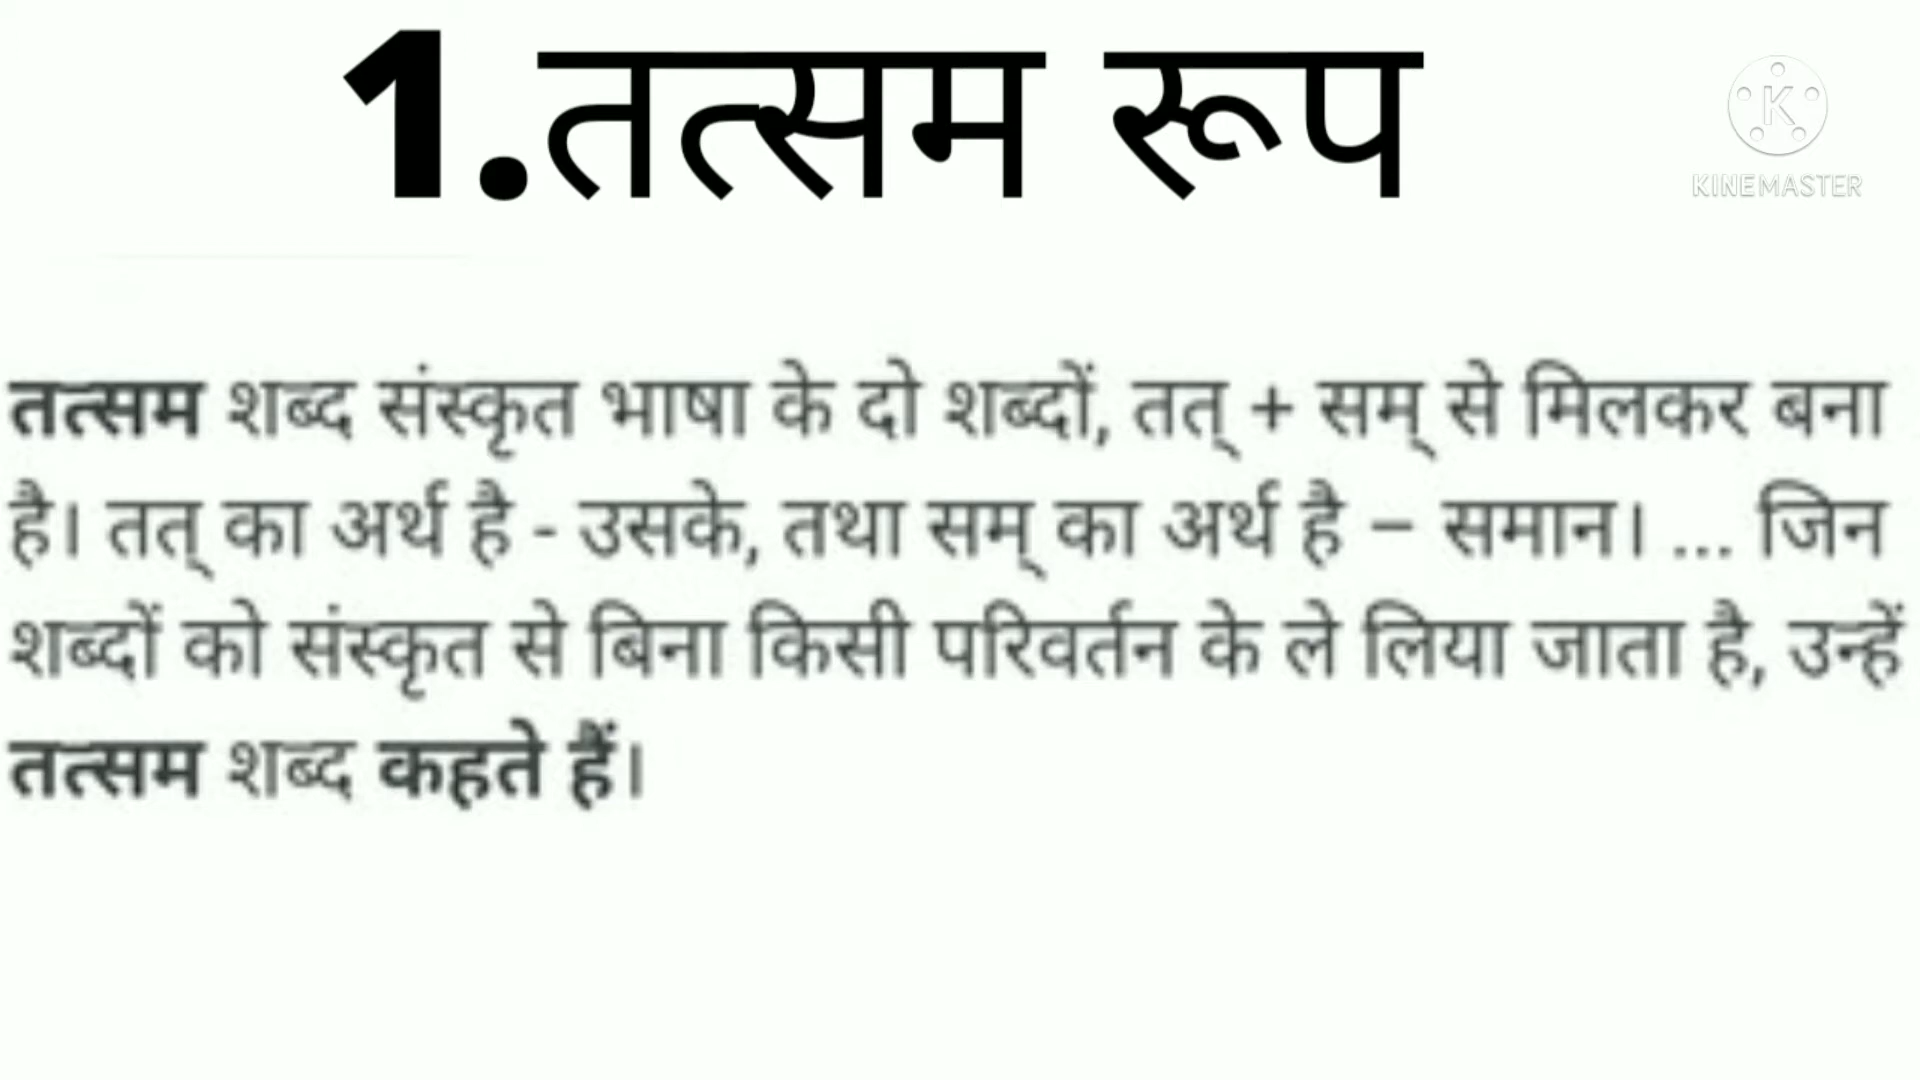 1.तत्सम रूप
KINEMASTER
तत्सम शब्द संस्कृत भाषा के दो शब्दों, तत् + सम् से मिलकर बना
है। तत् का अर्थ है - उसके, तथा सम् का अर्थ है – समान। ... जिन
शब्दों को संस्कृत से बिना किसी परिवर्तन के ले लिया जाता है, उन्हें
तत्सम शब्द कहते हैं।